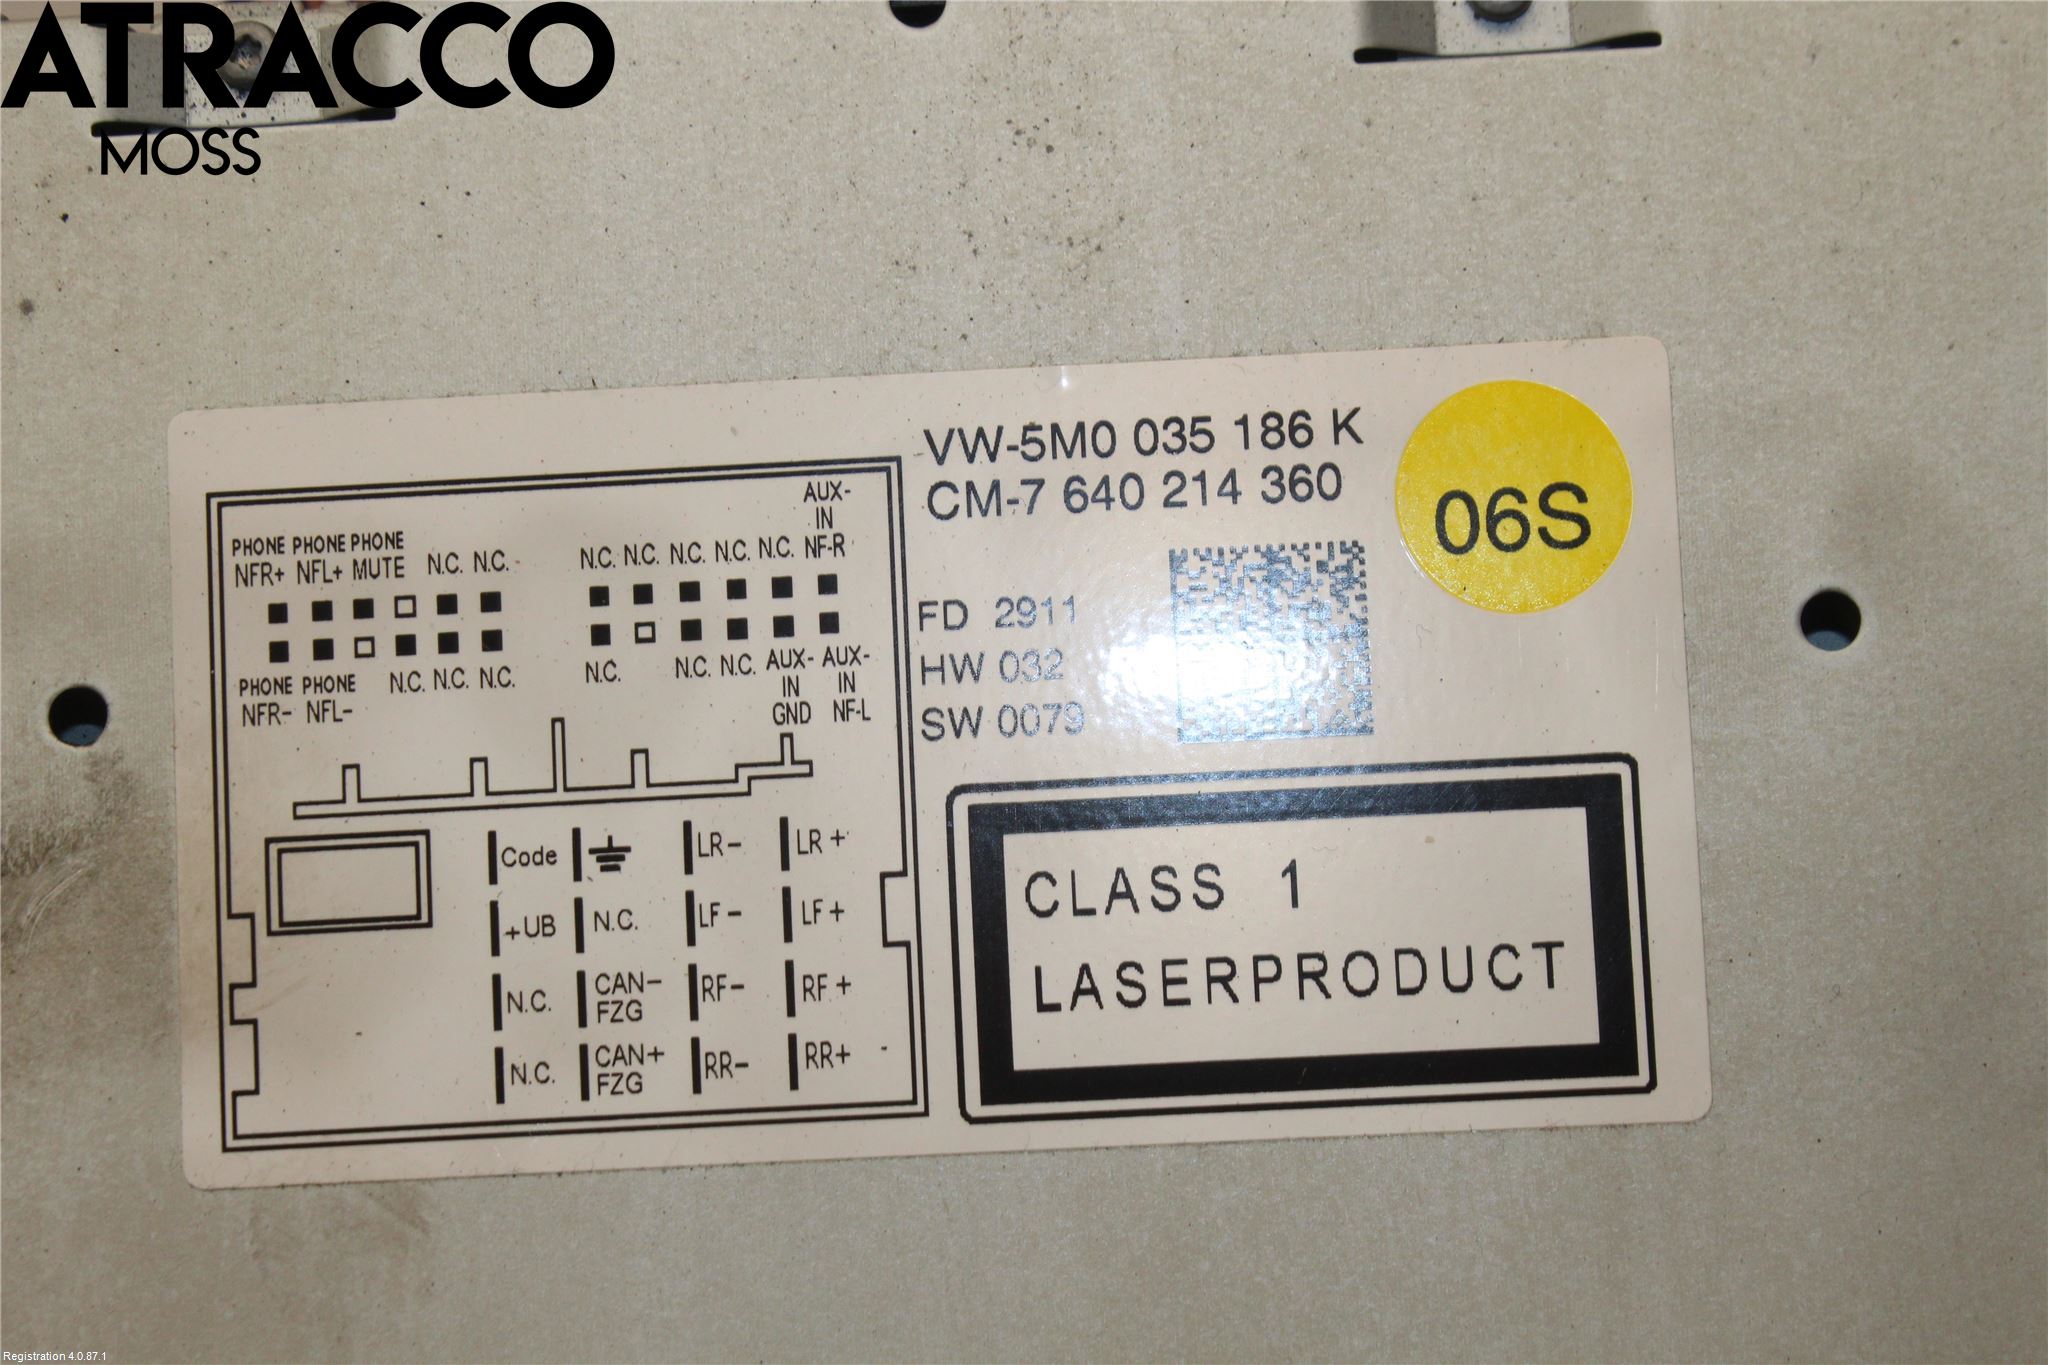 ATRACCO
MOSS
VW-5M0 035 186 K
CM-7 640 214 360
06S
FD 2911
HW 032
SW 0079
AUX-
IN
NF-R
PHONE PHONE PHONE
NFR+ NFL+ MUTE N.C. N.C.
N.C. N.C. N.C. N.C. N.C.
PHONE PHONE
NFR- NFL-
N.C. N.C. N.C.
N.C. N.C. N.C.
AUX- AUX-
IN IN
GND NF-L
Code LR- LR+
+UB N.C. LF- LF+
N.C. CAN- FZG RF- RF+
N.C. CAN+ FZG RR- RR+
CLASS 1
LASERPRODUCT
Registration 4.0.87.1